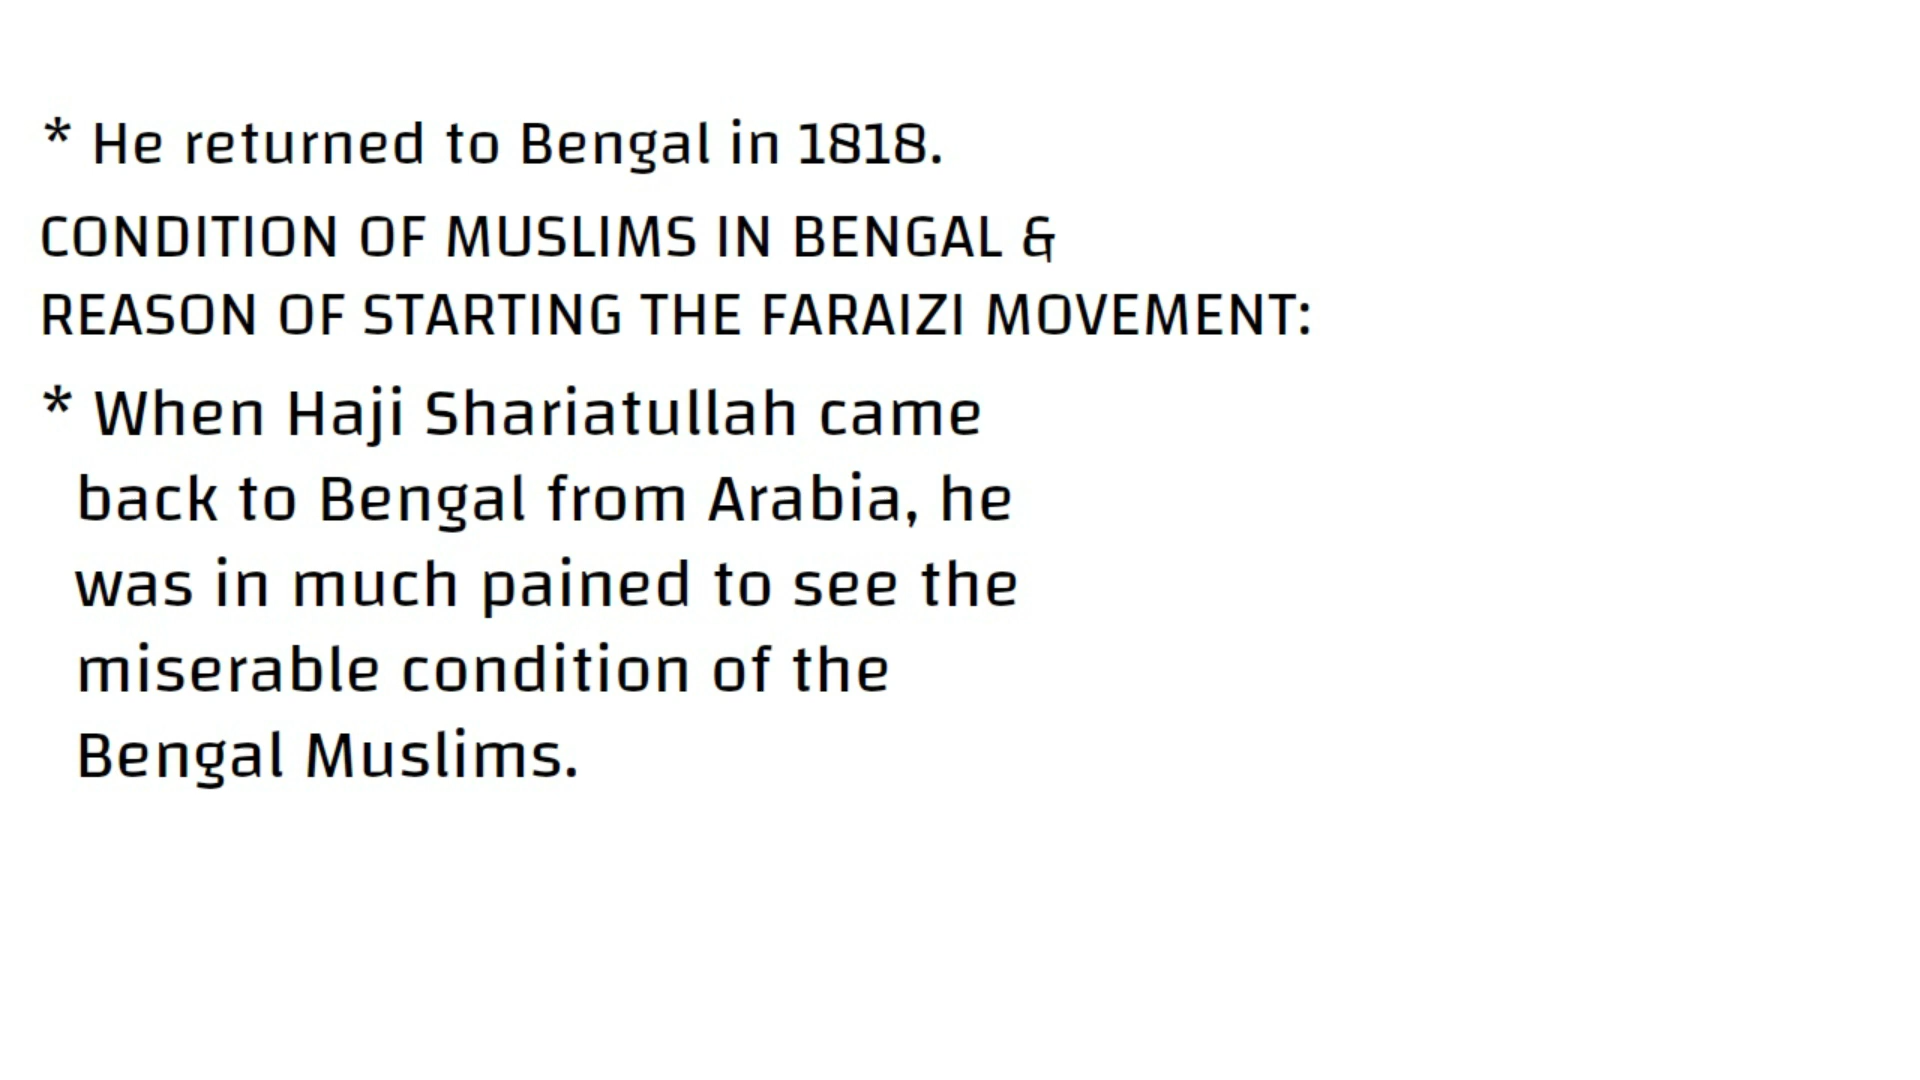 * He returned to Bengal in 1818.
CONDITION OF MUSLIMS IN BENGAL &
REASON OF STARTING THE FARAIZI MOVEMENT:
* When Haji Shariatullah came
back to Bengal from Arabia, he
was in much pained to see the
miserable condition of the
Bengal Muslims.